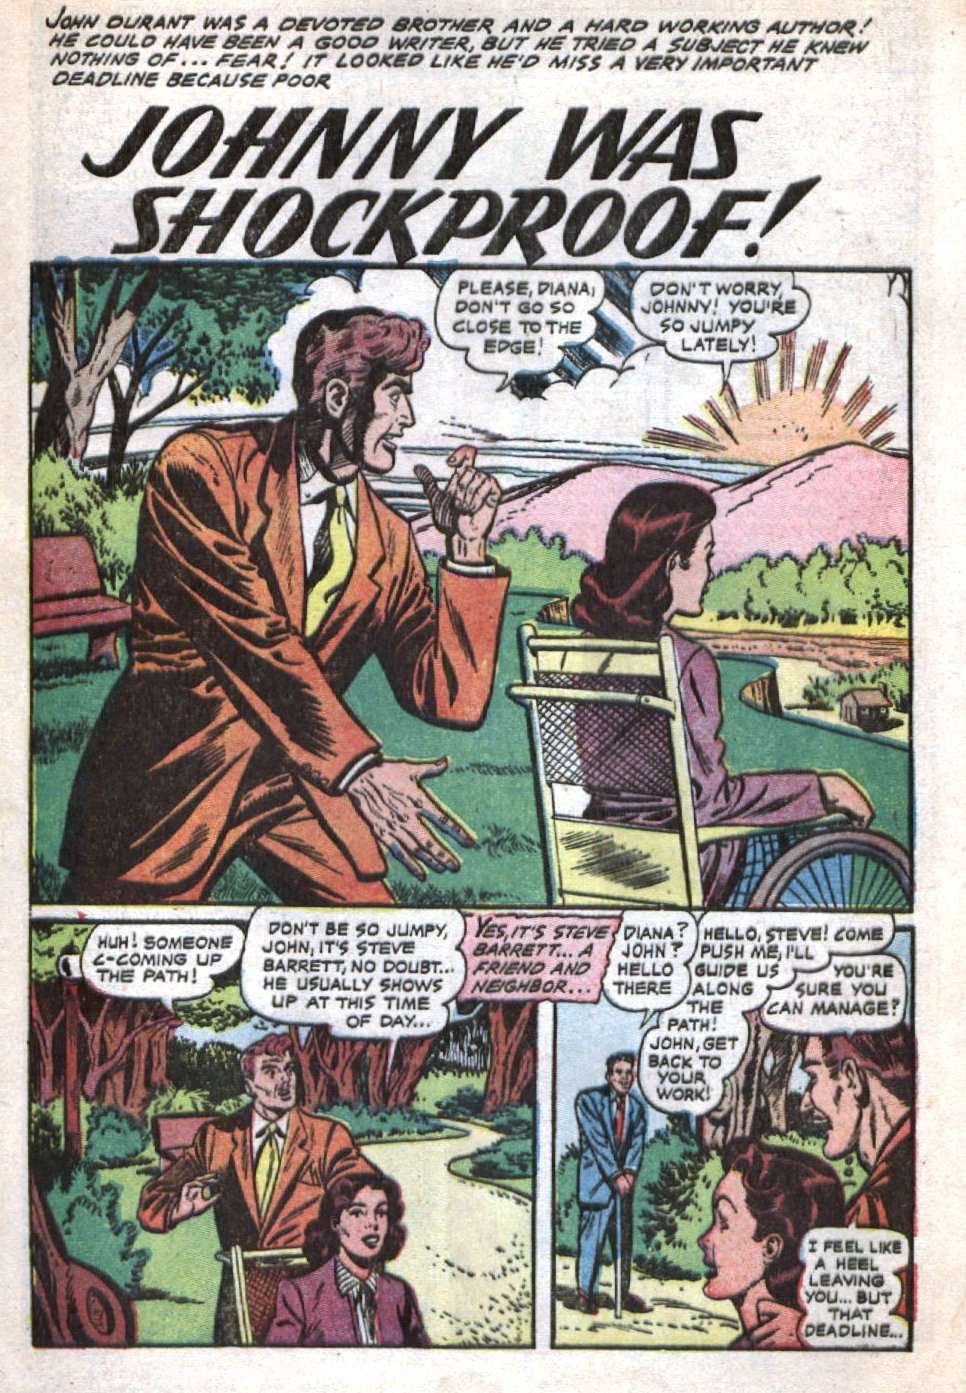 JOHN DURANT WAS A DEVOTED BROTHER AND A HARD WORKING AUTHOR!
HE COULD HAVE BEEN A GOOD WRITER, BUT HE TRIED A SUBJECT HE KNEW
NOTHING OF... FEAR! IT LOOKED LIKE HE'D MISS A VERY IMPORTANT
DEADLINE BECAUSE POOR
JOHNNY WAS
SHOCKPROOF!
PLEASE, DIANA;
DON'T GO SO
CLOSE TO THE
EDGE!
DON'T WORRY,
JOHNNY! YOU'RE
SO JUMPY
LATELY!
HUH! SOMEONE
C-COMING UP
THE PATH!
DON'T BE SO JUMPY,
JOHN, IT'S STEVE
BARRETT, NO DOUBT...
HE USUALLY SHOWS
UP AT THIS TIME
OF DAY...
YES, IT'S STEVE
BARRETT... A
FRIEND AND
NEIGHBOR...
DIANA?
JOHN?
HELLO
THERE
HELLO, STEVE! COME
PUSH ME, I'LL
GUIDE US
ALONG
THE
PATH!
JOHN, GET
BACK TO
YOUR
WORK!
YOU'RE
SURE YOU
CAN MANAGE?
I FEEL LIKE
A HEEL
LEAVING
YOU... BUT
THAT
DEADLINE...